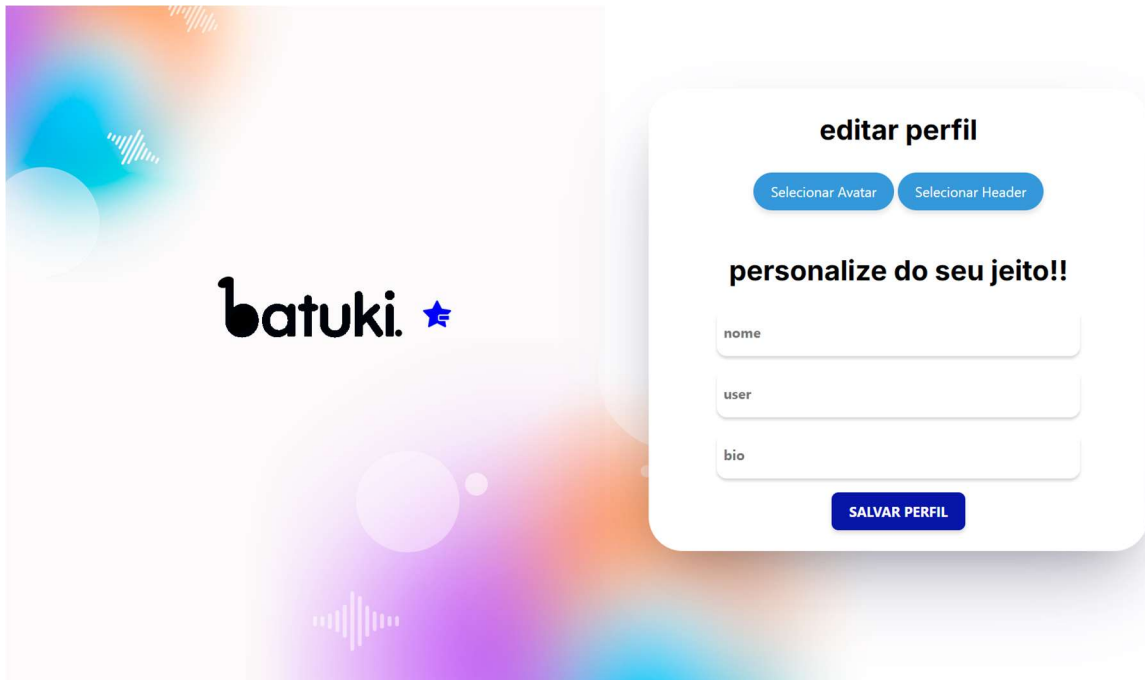 batuki.
editar perfil
Selecionar Avatar Selecionar Header
personalize do seu jeito!!
nome
user
bio
SALVAR PERFIL